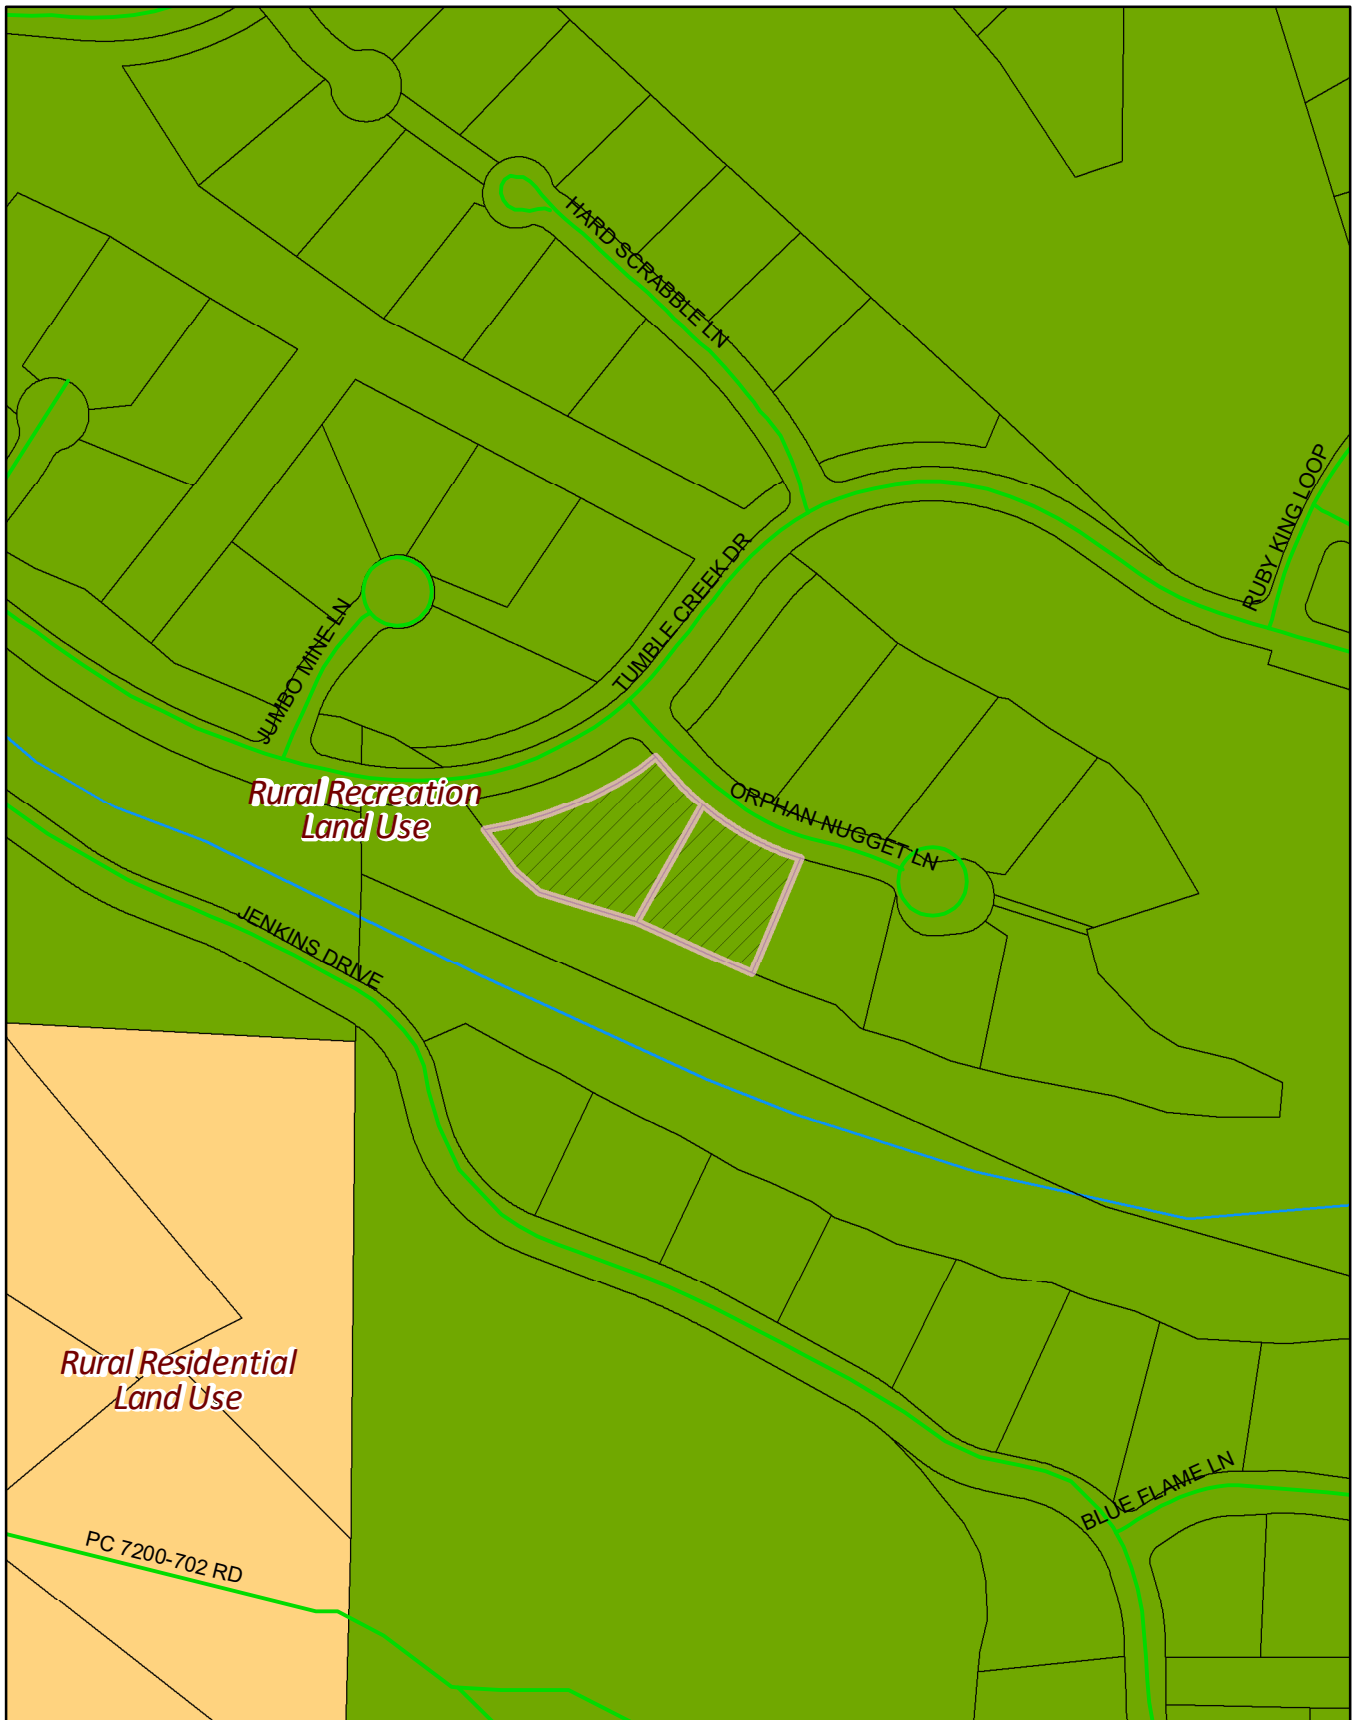 HARD SCRABBLE LN
RUBY KING LOOP
TUMBLE CREEK DR
JUMBO MINE LN
Rural Recreation
Land Use
ORPHAN NUGGET LN
JENKINS DRIVE
Rural Residential
Land Use
BLUE FLAME LN
PC 7200-702 RD